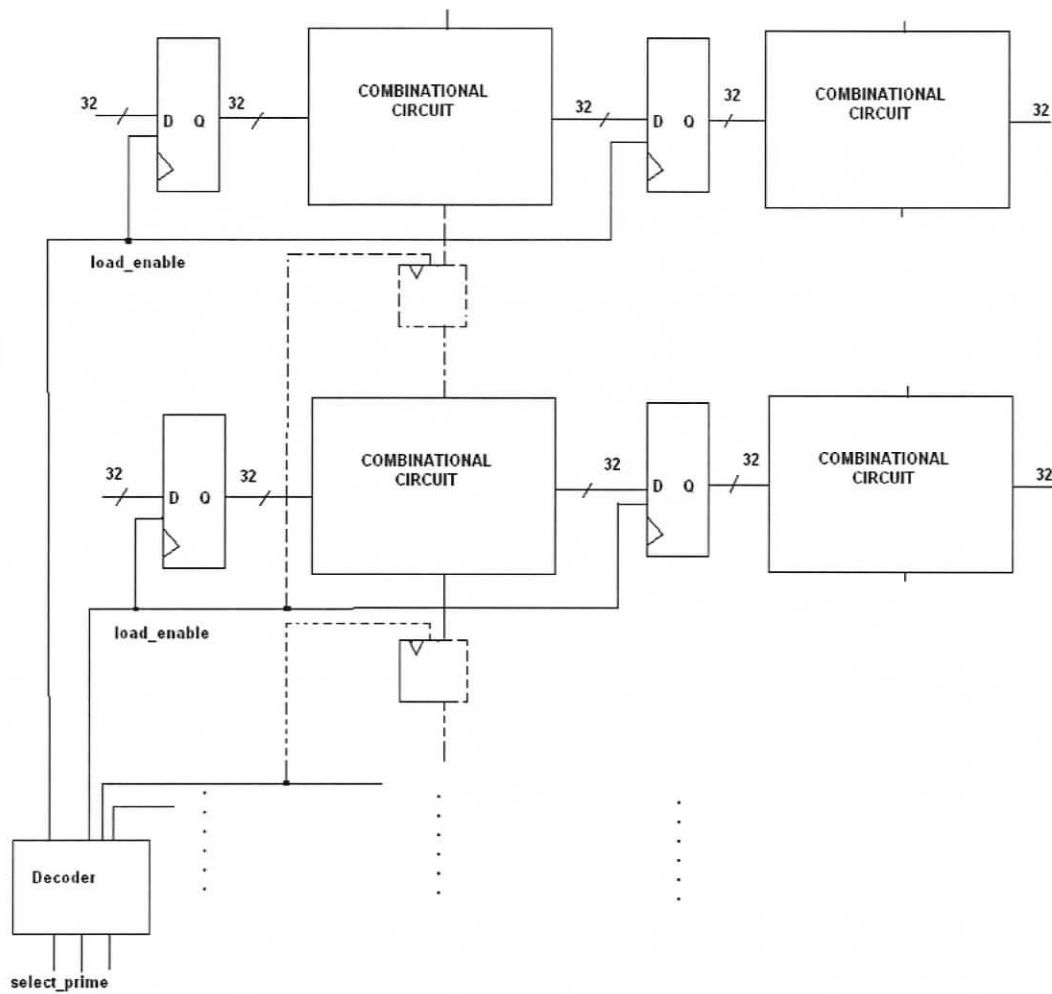 COMBINATIONAL
CIRCUIT
COMBINATIONAL
CIRCUIT
32
32
32
32
32
D Q
D Q
load_enable
COMBINATIONAL
CIRCUIT
COMBINATIONAL
CIRCUIT
32
32
32
32
32
D Q
D Q
load_enable
Decoder
select_prime